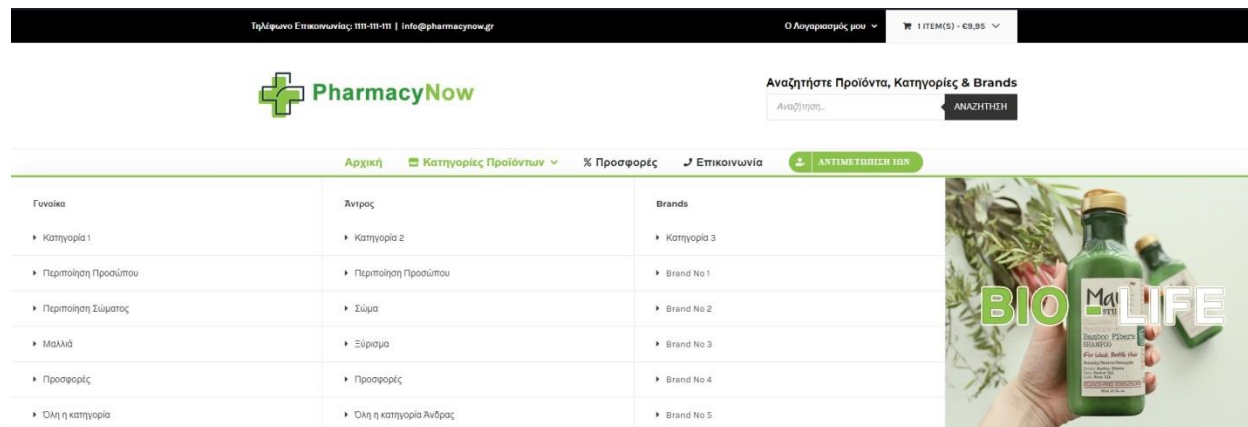 Τηλέφωνο Επικοινωνίας: 1111-111-111 | info@pharmacynow.gr
Ο Λογαριασμός μου
1 ITEM(S) - €9,95
PharmacyNow
Αναζητήστε Προϊόντα, Κατηγορίες & Brands
Αναζήτηση...
ΑΝΑΖΗΤΗΣΗ
Αρχική
Κατηγορίες Προϊόντων
% Προσφορές
Επικοινωνία
ΑΝΤΙΜΕΤΩΠΙΣΗ ΙΩΝ
Γυναίκα
Κατηγορία 1
Περιποίηση Προσώπου
Περιποίηση Σώματος
Μαλλιά
Προσφορές
Όλη η κατηγορία
Άντρας
Κατηγορία 2
Περιποίηση Προσώπου
Σώμα
Ξύρισμα
Προσφορές
Όλη η κατηγορία Άνδρας
Brands
Κατηγορία 3
Brand No 1
Brand No 2
Brand No 3
Brand No 4
Brand No 5
BIO - LIFE
Bamboo Fibers
SHAMPOO